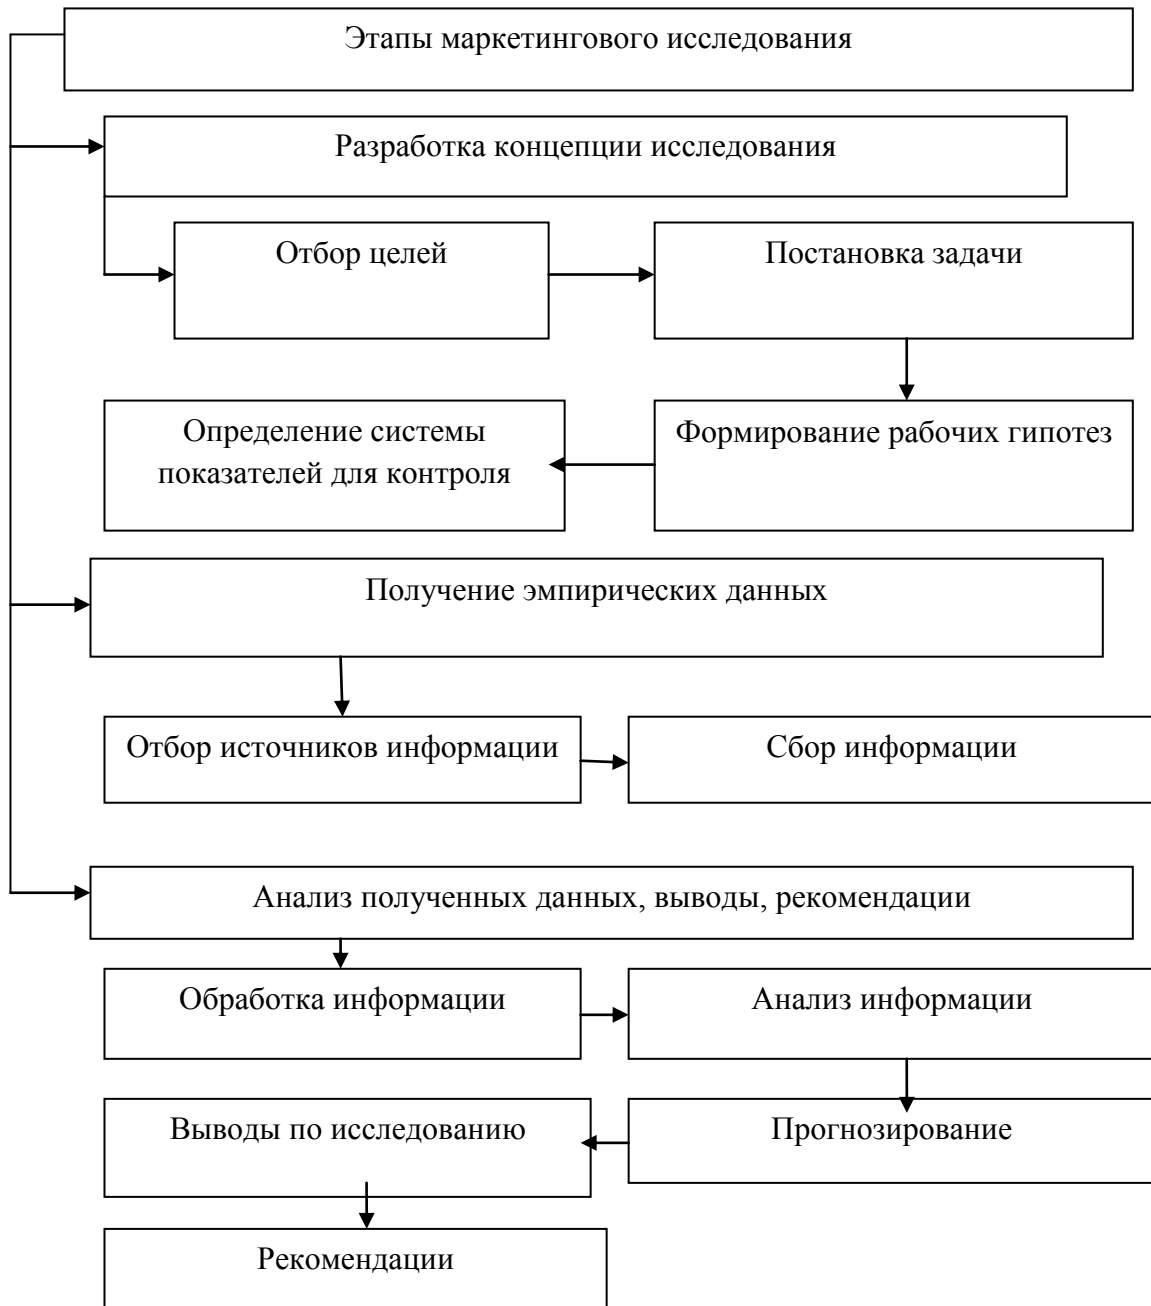 Этапы маркетингового исследования
Разработка концепции исследования
Отбор целей
Постановка задачи
Определение системы
показателей для контроля
Формирование рабочих гипотез
Получение эмпирических данных
Отбор источников информации
Сбор информации
Анализ полученных данных, выводы, рекомендации
Обработка информации
Анализ информации
Выводы по исследованию
Прогнозирование
Рекомендации